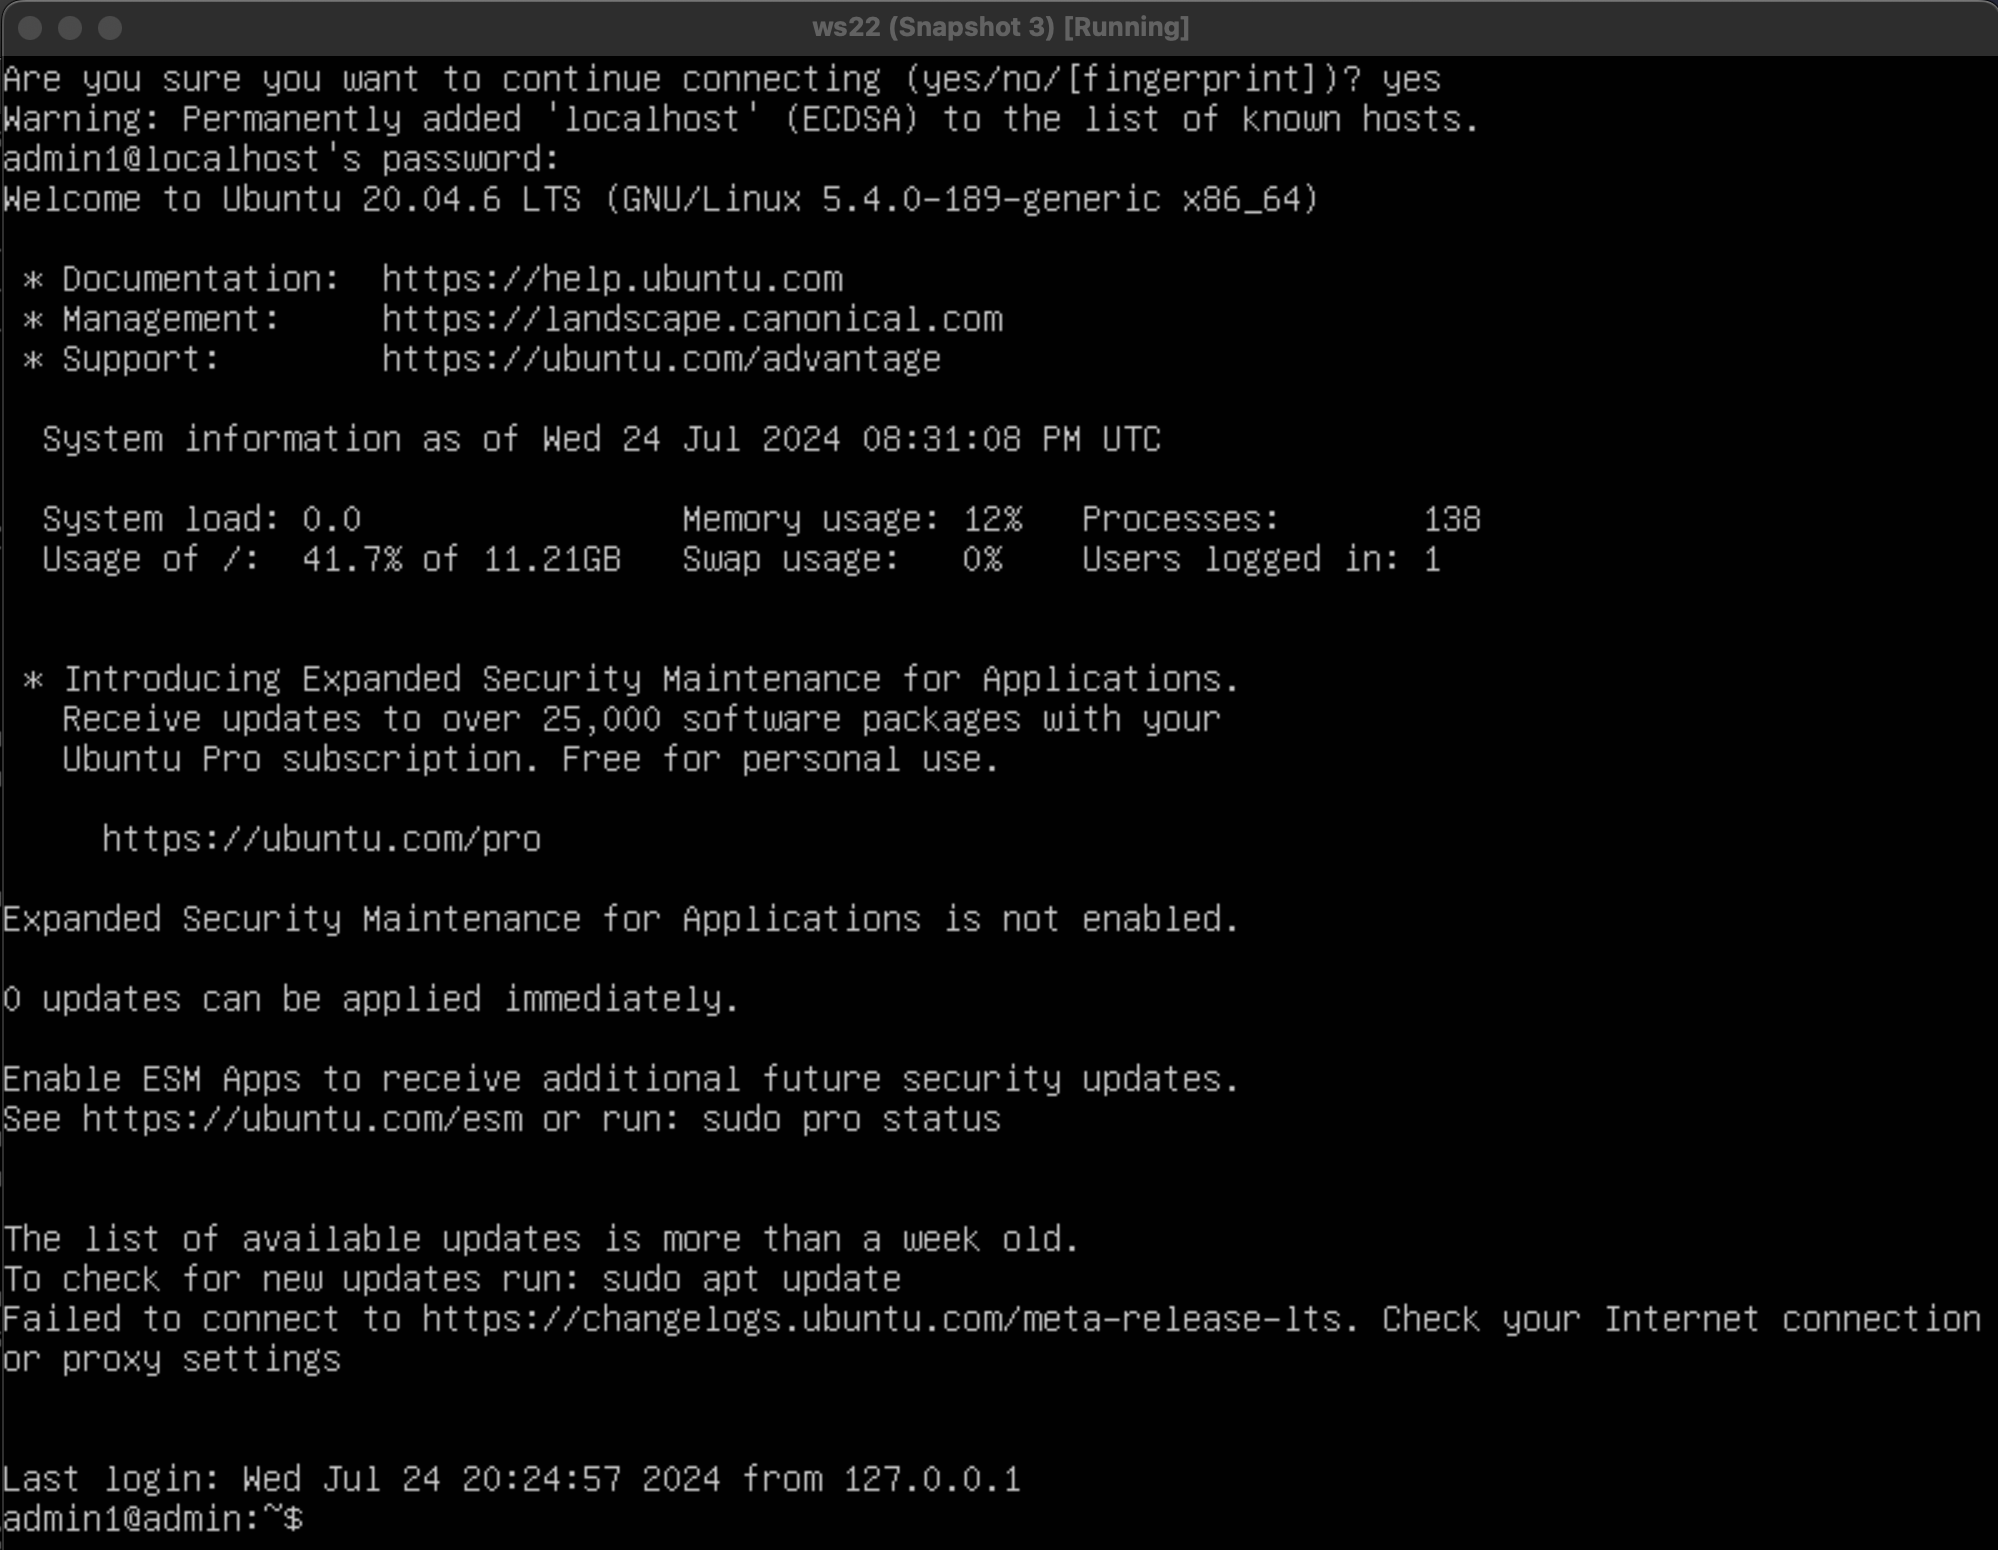 ws22 (Snapshot 3) [Running]
Are you sure you want to continue connecting (yes/no/[fingerprint])? yes
Warning: Permanently added 'localhost' (ECDSA) to the list of known hosts.
admin1@localhost's password:
Welcome to Ubuntu 20.04.6 LTS (GNU/Linux 5.4.0-189-generic x86_64)
* Documentation:  https://help.ubuntu.com
* Management:     https://landscape.canonical.com
* Support:        https://ubuntu.com/advantage
System information as of Wed 24 Jul 2024 08:31:08 PM UTC
System load: 0.0                Memory usage: 12%   Processes:       138
Usage of /:  41.7% of 11.21GB   Swap usage:   0%    Users logged in: 1
* Introducing Expanded Security Maintenance for Applications.
Receive updates to over 25,000 software packages with your
Ubuntu Pro subscription. Free for personal use.
https://ubuntu.com/pro
Expanded Security Maintenance for Applications is not enabled.
0 updates can be applied immediately.
Enable ESM Apps to receive additional future security updates.
See https://ubuntu.com/esm or run: sudo pro status
The list of available updates is more than a week old.
To check for new updates run: sudo apt update
Failed to connect to https://changelogs.ubuntu.com/meta-release-lts. Check your Internet connection
or proxy settings
Last login: Wed Jul 24 20:24:57 2024 from 127.0.0.1
admin1@admin:~$